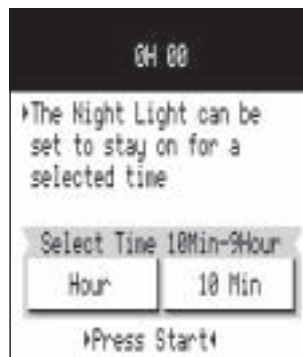 0H 00
The Night Light can be
set to stay on for a
selected time
Select Time 10Min-9Hour
Hour 10 Min
Press Start